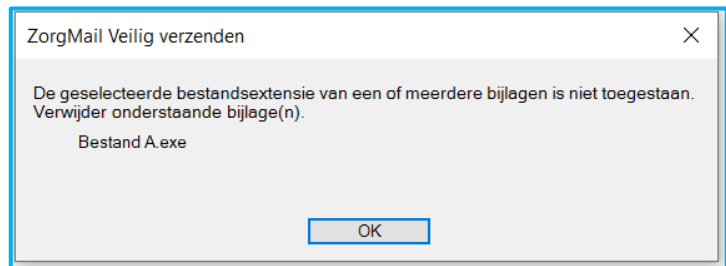 ZorgMail Veilig verzenden
De geselecteerde bestandsextensie van een of meerdere bijlagen is niet toegestaan.
Verwijder onderstaande bijlage(n).
Bestand A.exe
OK